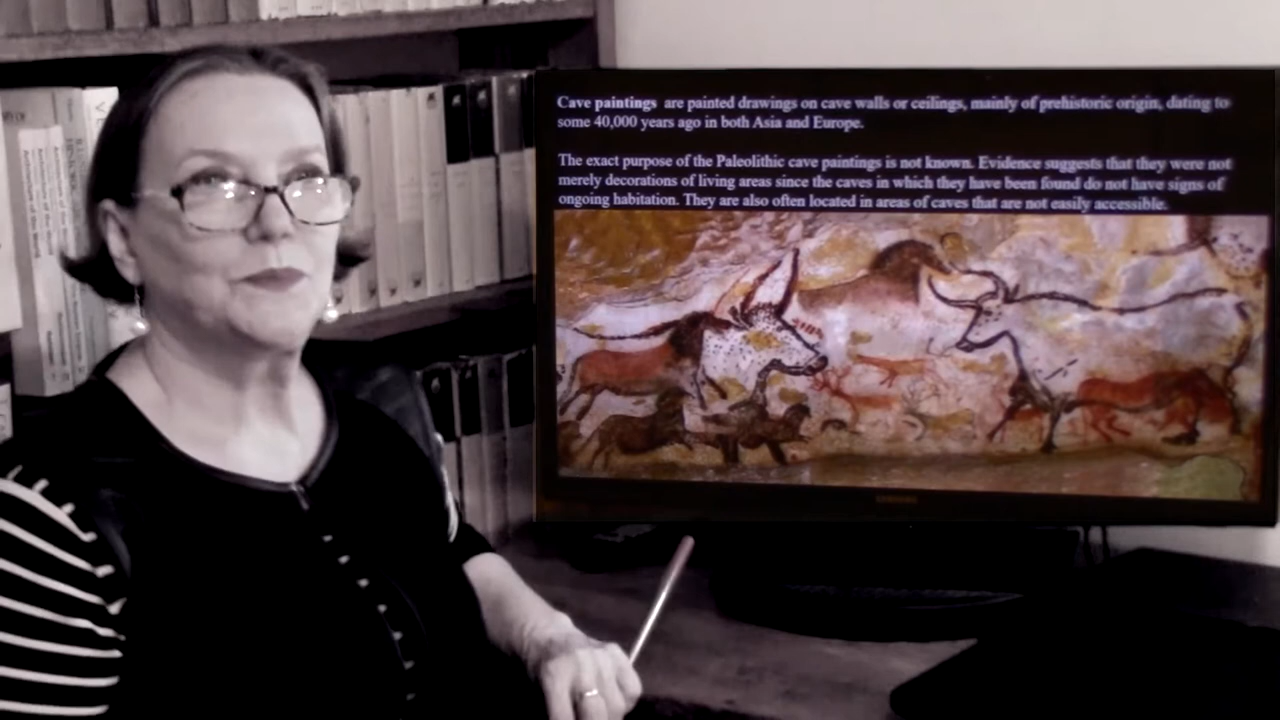 Cave paintings are painted drawings on cave walls or ceilings, mainly of prehistoric origin, dating to
some 40,000 years ago in both Asia and Europe.
The exact purpose of the Paleolithic cave paintings is not known. Evidence suggests that they were not
merely decorations of living areas since the caves in which they have been found do not have signs of
ongoing habitation. They are also often located in areas of caves that are not easily accessible.